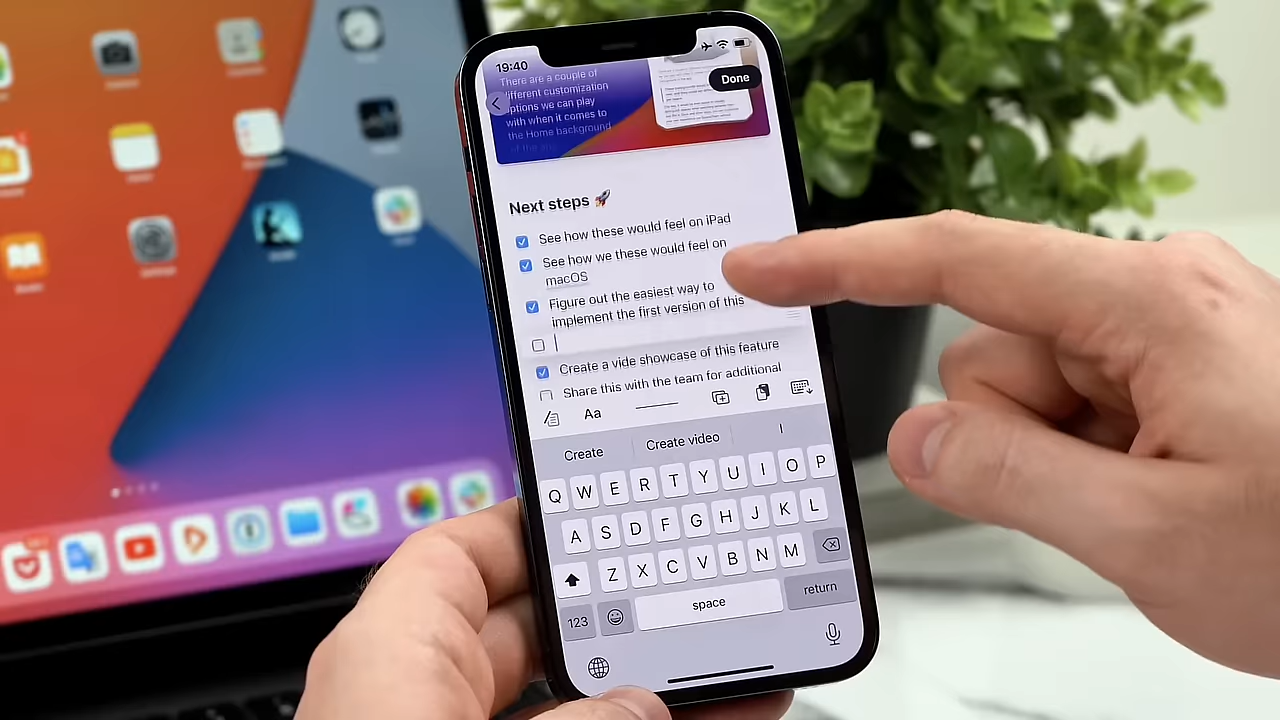 19:40
There are a couple of
different customization
options we can play
with when it comes to
the Home background
of the app
Done
Next steps 🚀
See how these would feel on iPad
See how we these would feel on
macOS
Figure out the easiest way to
implement the first version of this
Create a vide showcase of this feature
Share this with the team for additional
Aa
Create
Create video
I
Q W E R T Y U I O P
A S D F G H J K L
Z X C V B N M
123
space
return